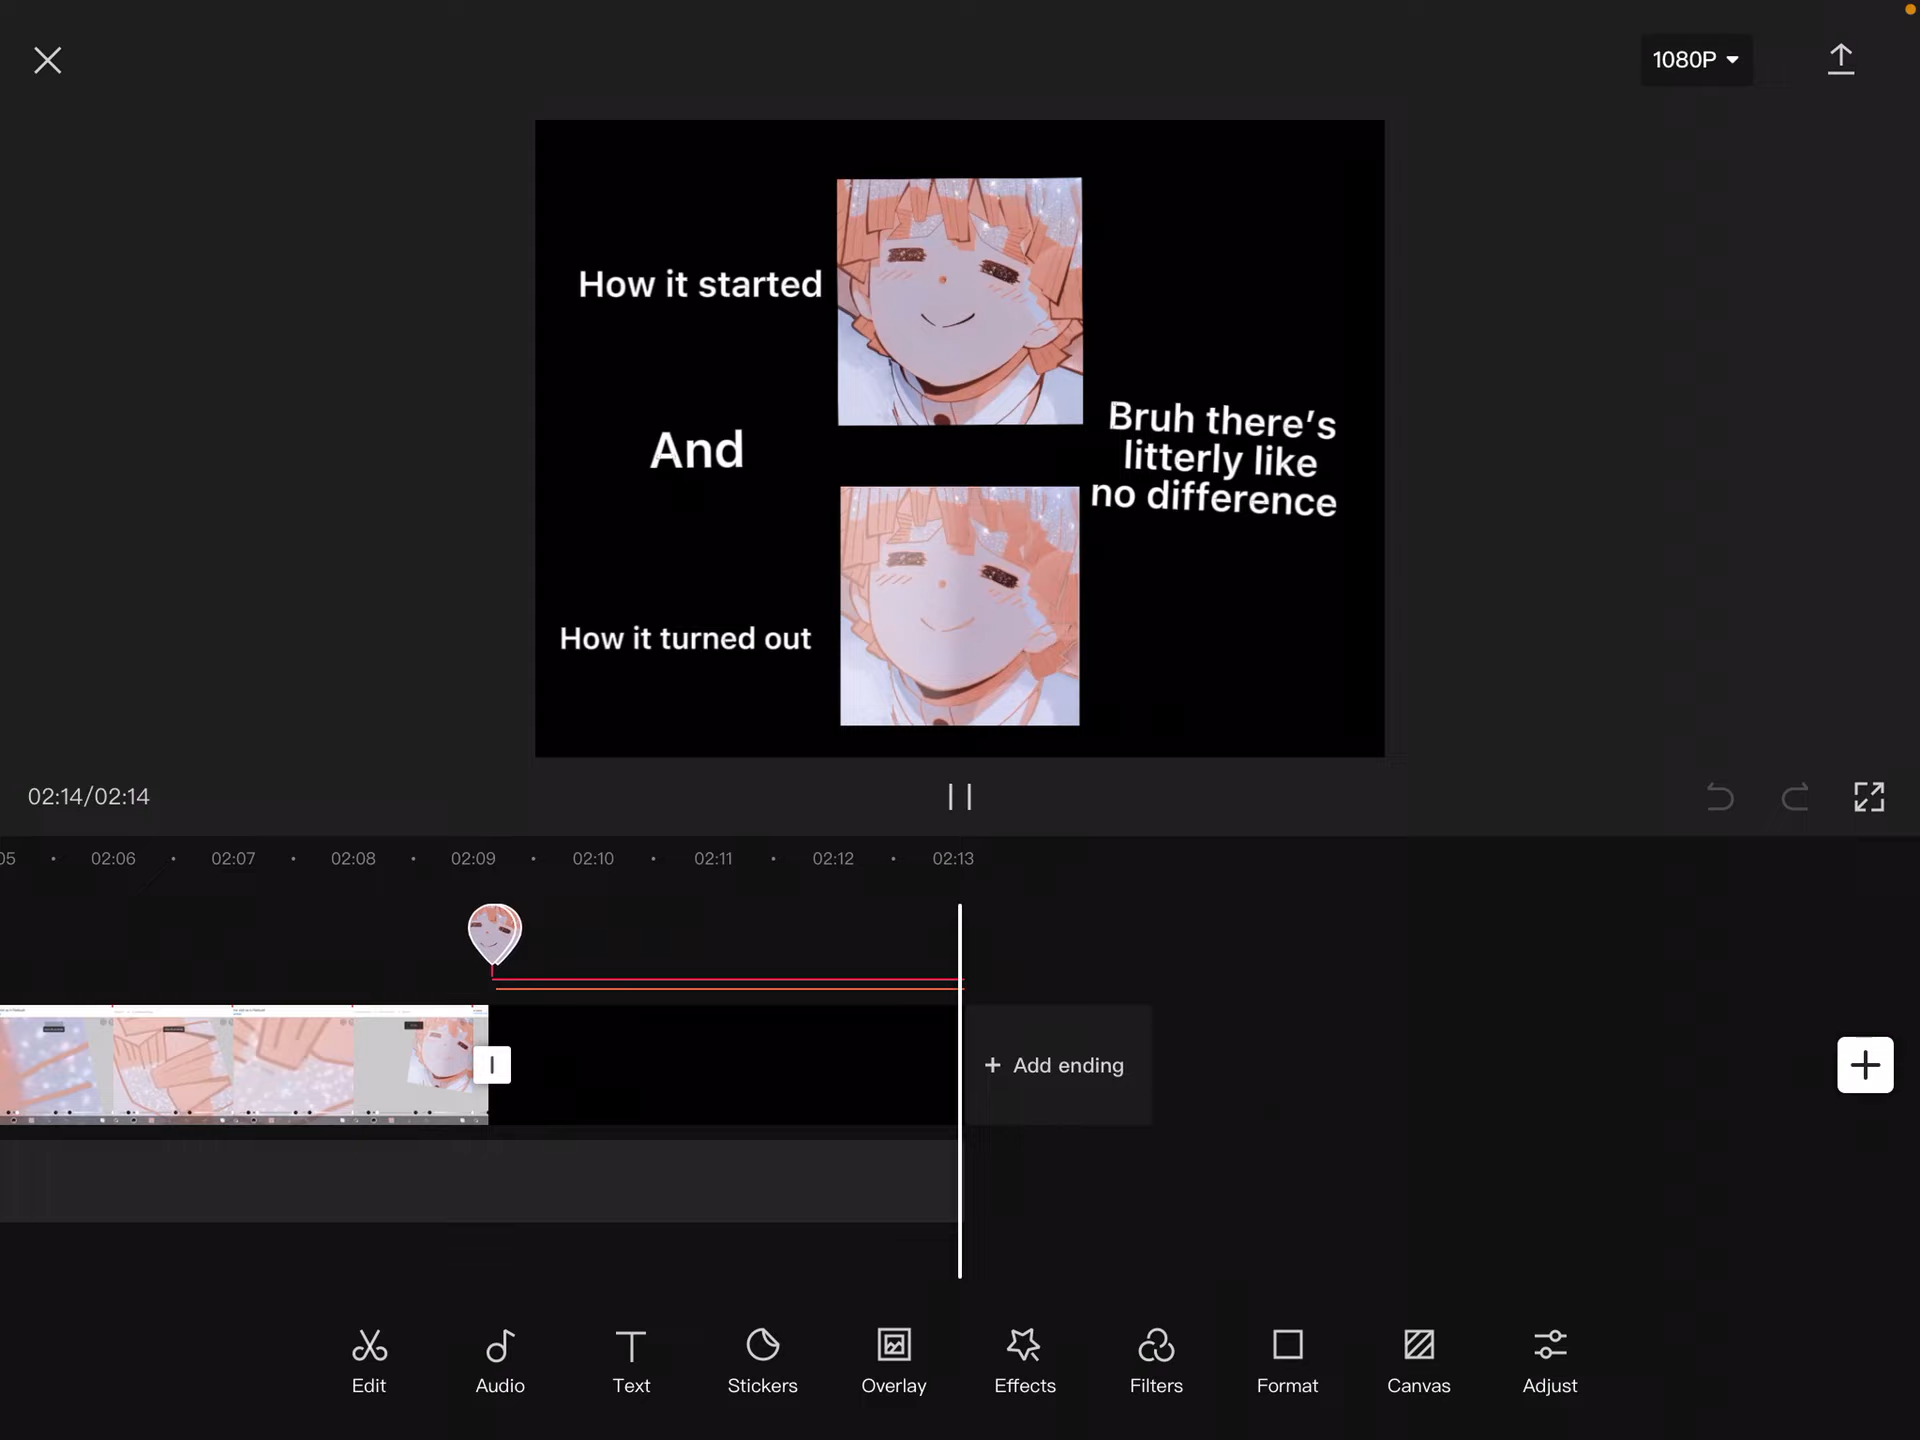 1080P
How it started
And
Bruh there's
litterly like
no difference
How it turned out
02:14/02:14
05
02:06
02:07
02:08
02:09
02:10
02:11
02:12
02:13
+ Add ending
Edit
Audio
Text
Stickers
Overlay
Effects
Filters
Format
Canvas
Adjust